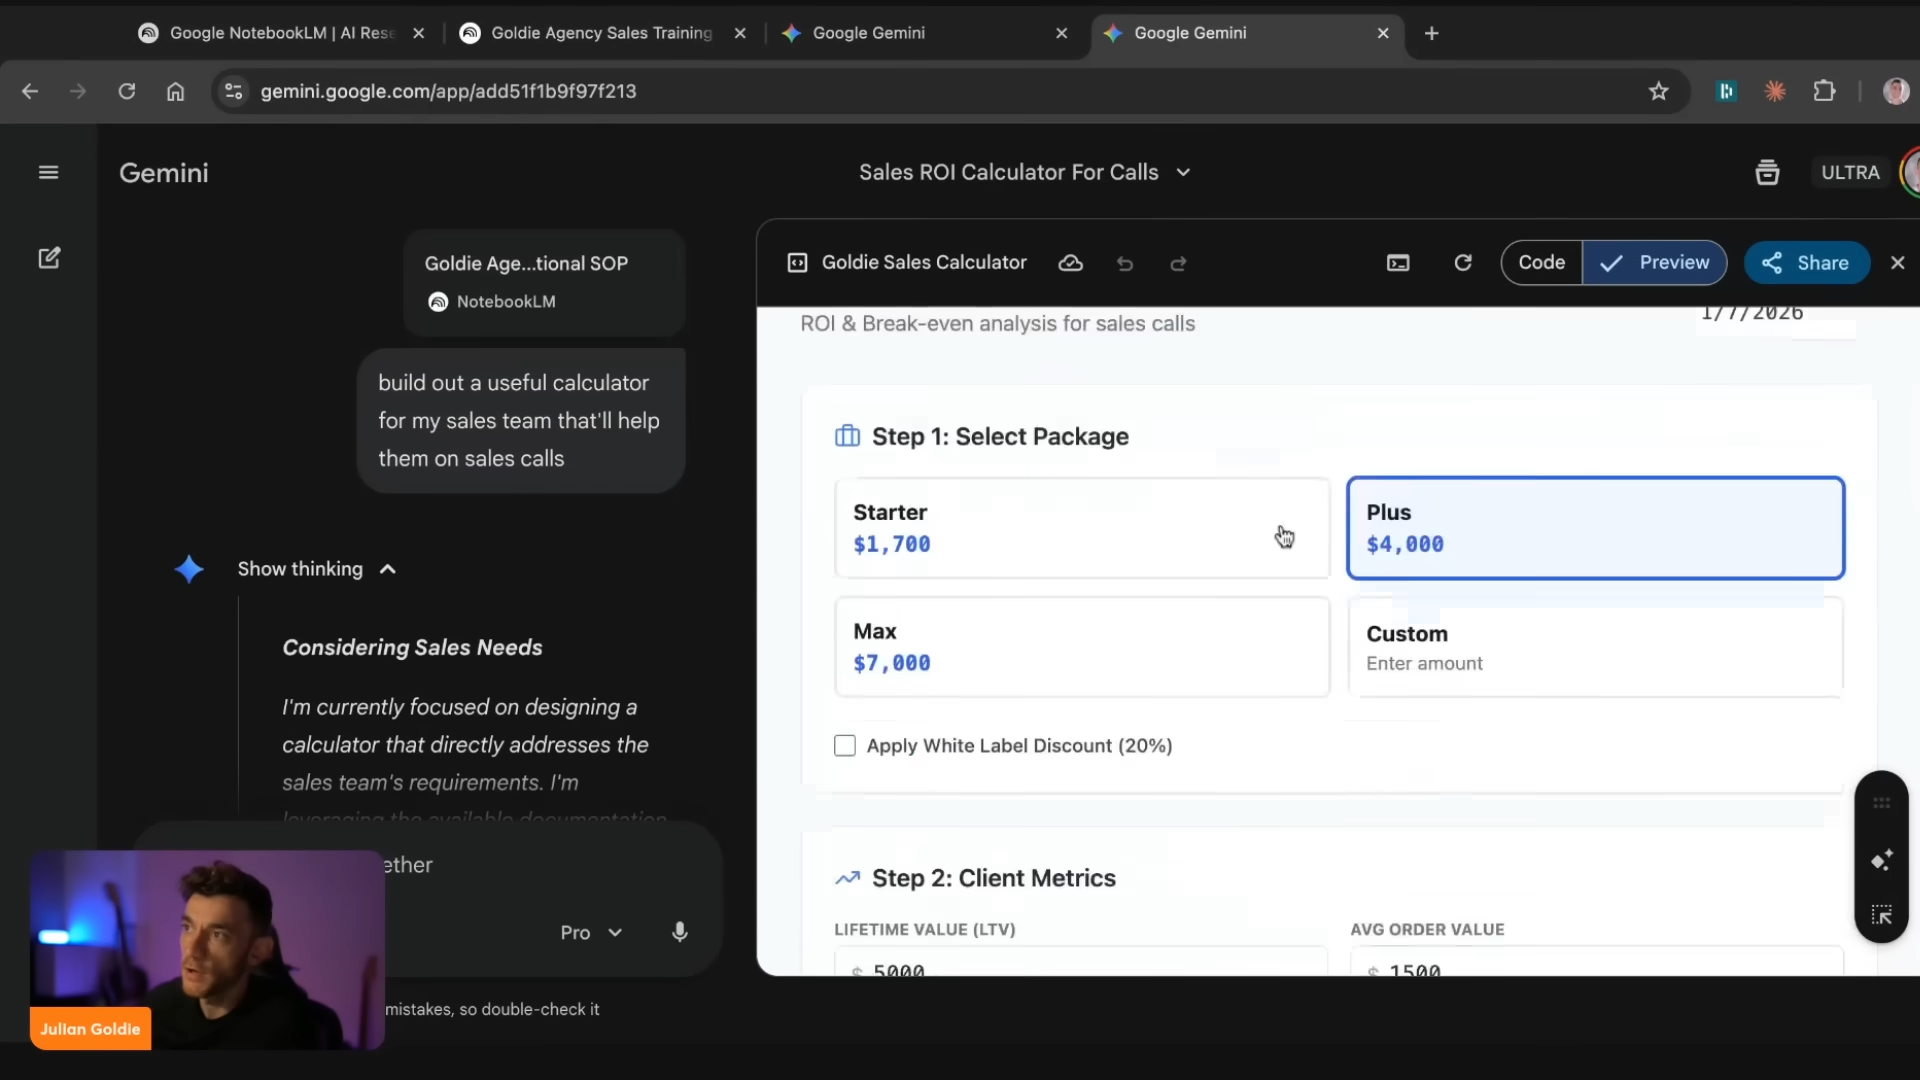 Google NotebookLM | AI Rese
Goldie Agency Sales Training
Google Gemini
Google Gemini
gemini.google.com/app/add51f1b9f97f213
Gemini
Sales ROI Calculator For Calls
ULTRA
Goldie Age...tional SOP
NotebookLM
build out a useful calculator
for my sales team that'll help
them on sales calls
Show thinking
Considering Sales Needs
I'm currently focused on designing a
calculator that directly addresses the
sales team's requirements. I'm
leveraging the available documentation
ether
Pro
mistakes, so double-check it
Julian Goldie
Goldie Sales Calculator
Code
Preview
Share
ROI & Break-even analysis for sales calls
1/7/2026
Step 1: Select Package
Starter
$1,700
Plus
$4,000
Max
$7,000
Custom
Enter amount
Apply White Label Discount (20%)
Step 2: Client Metrics
LIFETIME VALUE (LTV)
AVG ORDER VALUE
$ 5000
$ 1500